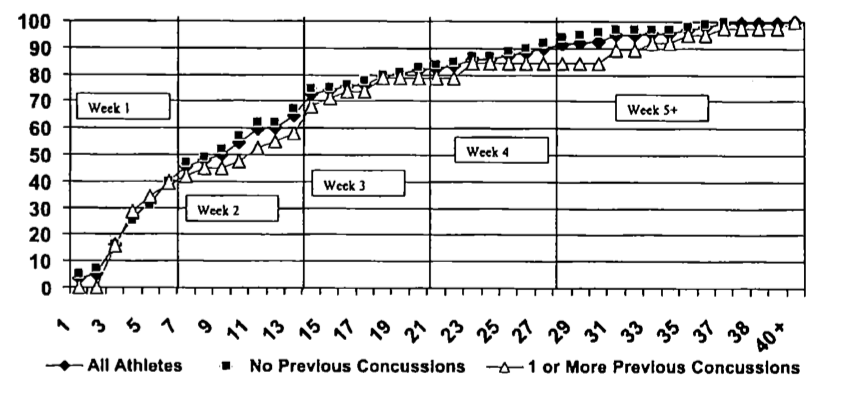 100
90
80
70
60
50
40
30
20
10
0
Week 1
Week 2
Week 3
Week 4
Week 5+
1 3 5 7 9 11 13 15 17 19 21 23 25 27 29 31 33 35 37 38 40+
All Athletes No Previous Concussions 1 or More Previous Concussions